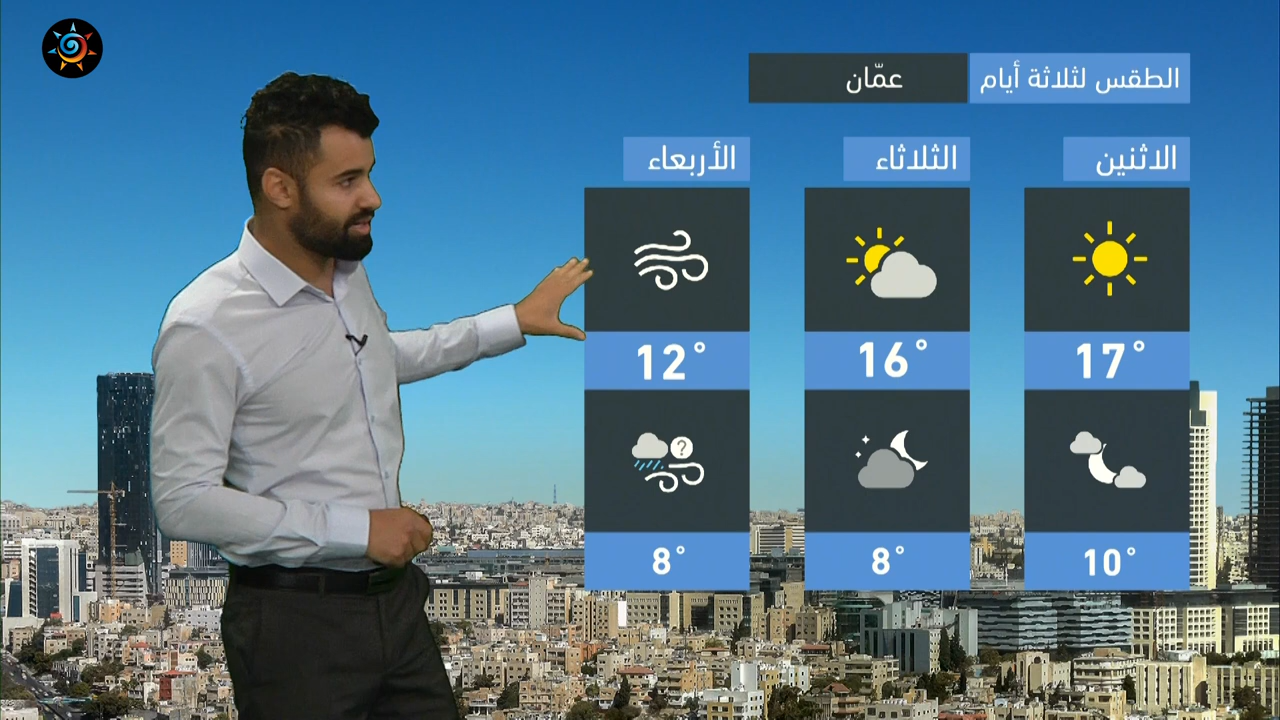 الطقس لثلاثة أيام
عمّان
الاثنين
الثلاثاء
الأربعاء
17°
16°
12°
?
10°
8°
8°